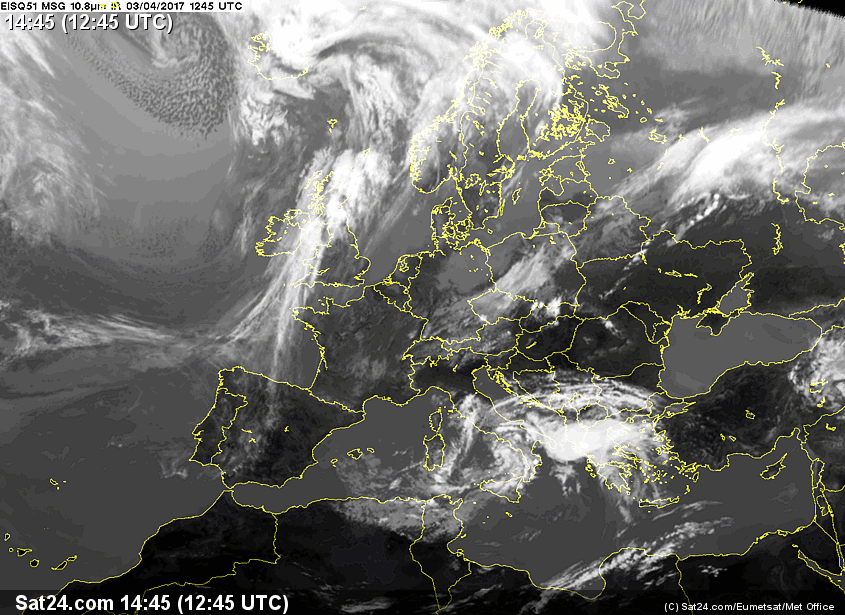 EISQ51 MSG 10.8µm IR 03/04/2017 1245 UTC
14:45 (12:45 UTC)
Sat24.com 14:45 (12:45 UTC)
(C) Sat24.com/Eumetsat/Met Office